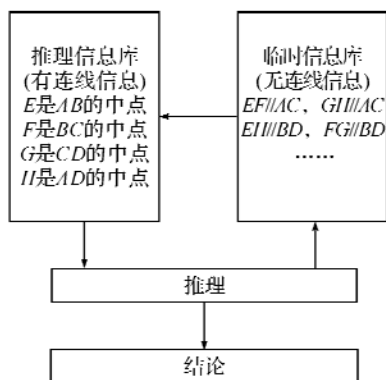 推理信息库
(有连线信息)
E是AB的中点
F是BC的中点
G是CD的中点
H是AD的中点
临时信息库
(无连线信息)
EF//AC, GH//AC
EH//BD, FG//BD
……
推理
结论